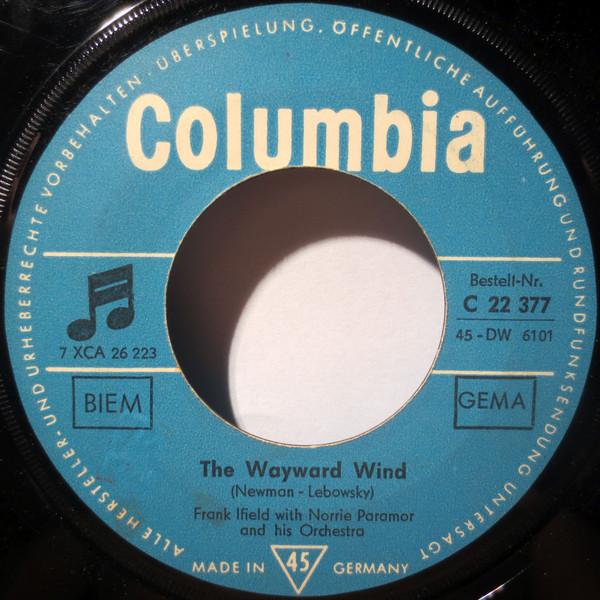 ALLE HERSTELLER- UND URHEBERRECHTE VORBEHALTEN · ÜBERSPIELUNG, ÖFFENTLICHE AUFFÜHRUNG UND RUNDFUNKSENDUNG UNTERSAGT
Columbia
Bestell-Nr.
C 22 377
45 - DW 6101
7 XCA 26 223
BIEM
GEMA
The Wayward Wind
(Newman - Lebowsky)
Frank Ifield with Norrie Paramor
and his Orchestra
MADE IN 45 GERMANY